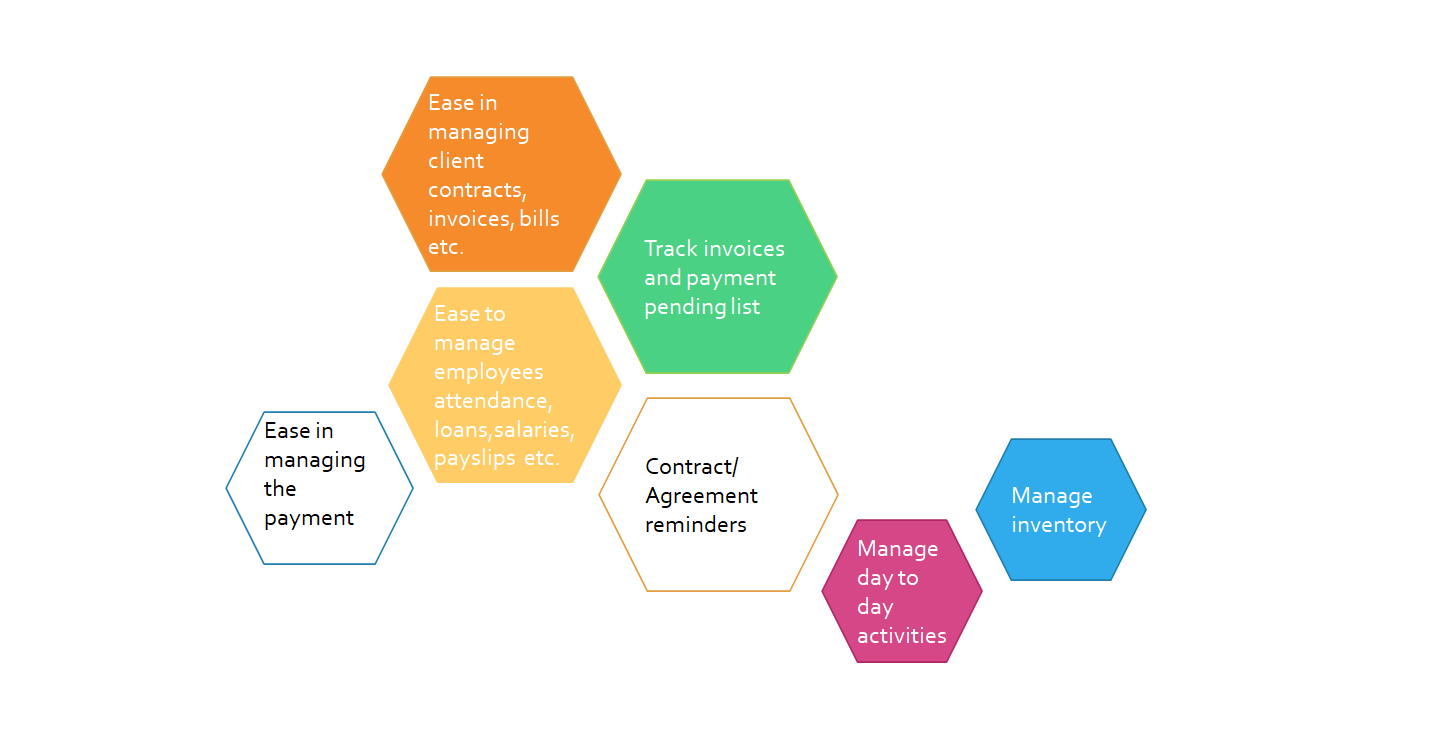 Ease in
managing
client
contracts,
invoices, bills
etc.
Track invoices
and payment
pending list
Ease to
manage
employees
attendance,
loans,salaries,
payslips etc.
Ease in
managing
the
payment
Contract/
Agreement
reminders
Manage
day to
day
activities
Manage
inventory